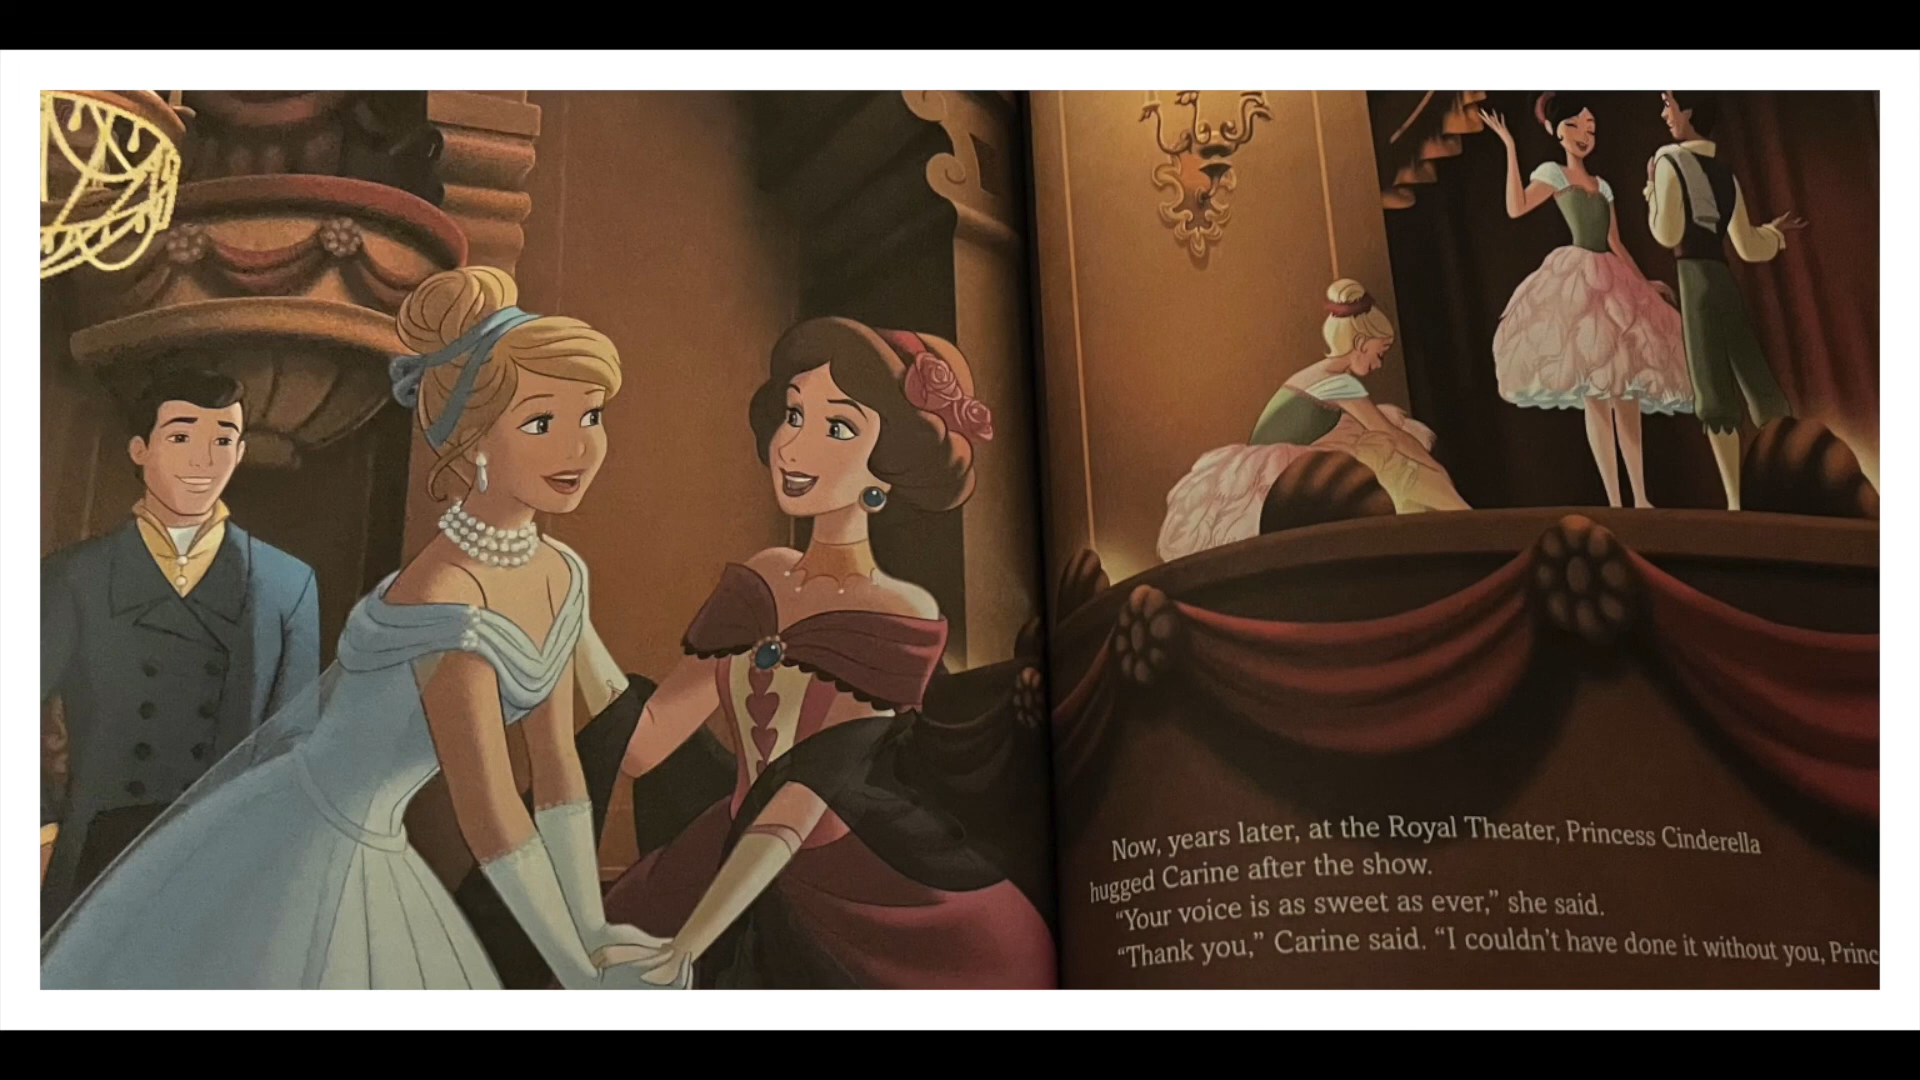 Now, years later, at the Royal Theater, Princess Cinderella
hugged Carine after the show.
“Your voice is as sweet as ever,” she said.
“Thank you,” Carine said. “I couldn’t have done it without you, Princ